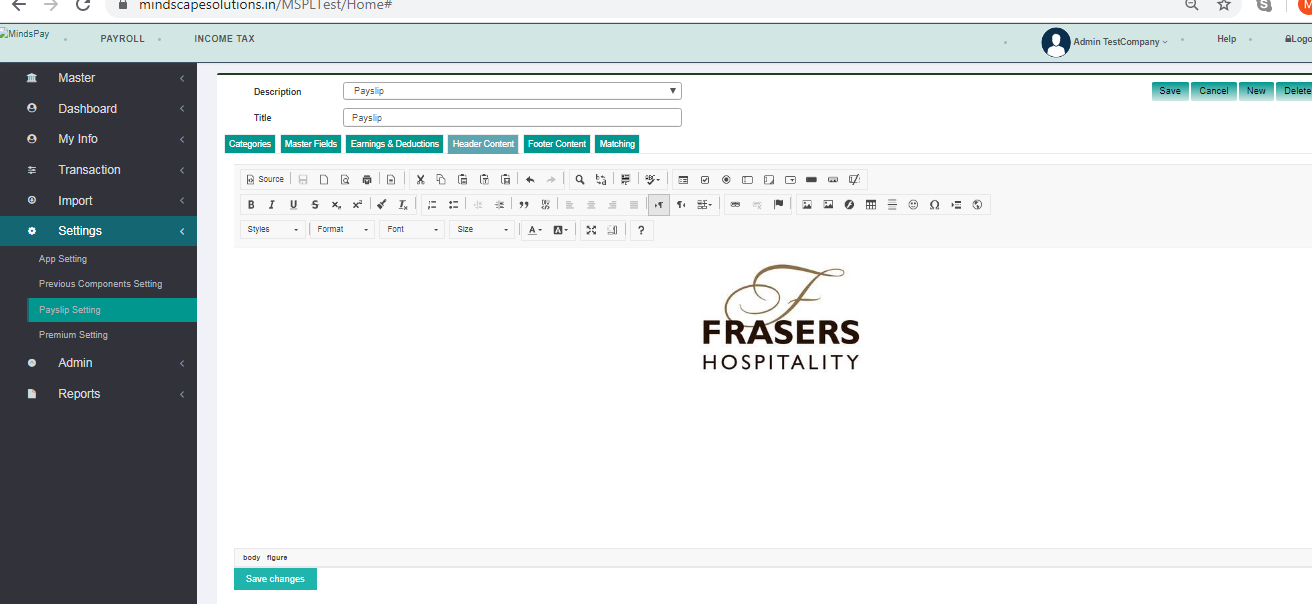 mindscapesolutions.in/MSPLTest/Home#
MindsPay
PAYROLL
INCOME TAX
Admin TestCompany
Help
Logo
Master
Dashboard
My Info
Transaction
Import
Settings
App Setting
Previous Components Setting
Payslip Setting
Premium Setting
Admin
Reports
Description
Payslip
Save Cancel New Delete
Title
Payslip
Categories Master Fields Earnings & Deductions Header Content Footer Content Matching
Source
B I U S x x² Tx
Styles Format Font Size A A ?
F
FRASERS
HOSPITALITY
body figure
Save changes